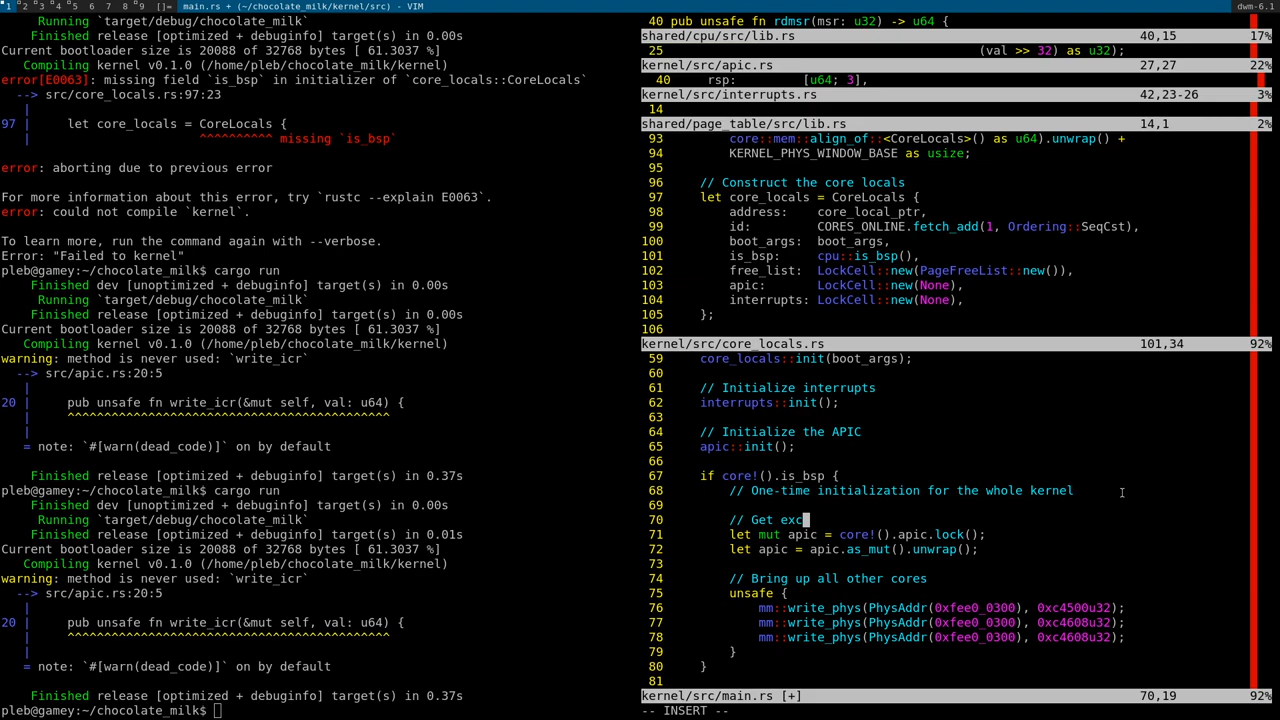 1 2 3 4 5 6 7 8 9 []= main.rs + (~/chocolate_milk/kernel/src) - VIM dwm-6.1
Running `target/debug/chocolate_milk`
Finished release [optimized + debuginfo] target(s) in 0.00s
Current bootloader size is 20088 of 32768 bytes [ 61.3037 %]
Compiling kernel v0.1.0 (/home/pleb/chocolate_milk/kernel)
error[E0063]: missing field `is_bsp` in initializer of `core_locals::CoreLocals`
--> src/core_locals.rs:97:23
|
97 |     let core_locals = CoreLocals {
|                       ^^^^^^^^^^ missing `is_bsp`
error: aborting due to previous error
For more information about this error, try `rustc --explain E0063`.
error: could not compile `kernel`.
To learn more, run the command again with --verbose.
Error: "Failed to kernel"
pleb@gamey:~/chocolate_milk$ cargo run
Finished dev [unoptimized + debuginfo] target(s) in 0.00s
Running `target/debug/chocolate_milk`
Finished release [optimized + debuginfo] target(s) in 0.00s
Current bootloader size is 20088 of 32768 bytes [ 61.3037 %]
Compiling kernel v0.1.0 (/home/pleb/chocolate_milk/kernel)
warning: method is never used: `write_icr`
--> src/apic.rs:20:5
|
20 |     pub unsafe fn write_icr(&mut self, val: u64) {
|     ^^^^^^^^^^^^^^^^^^^^^^^^^^^^^^^^^^^^^^^^^^^^
|
= note: `#[warn(dead_code)]` on by default
Finished release [optimized + debuginfo] target(s) in 0.37s
pleb@gamey:~/chocolate_milk$ cargo run
Finished dev [unoptimized + debuginfo] target(s) in 0.00s
Running `target/debug/chocolate_milk`
Finished release [optimized + debuginfo] target(s) in 0.01s
Current bootloader size is 20088 of 32768 bytes [ 61.3037 %]
Compiling kernel v0.1.0 (/home/pleb/chocolate_milk/kernel)
warning: method is never used: `write_icr`
--> src/apic.rs:20:5
|
20 |     pub unsafe fn write_icr(&mut self, val: u64) {
|     ^^^^^^^^^^^^^^^^^^^^^^^^^^^^^^^^^^^^^^^^^^^^
|
= note: `#[warn(dead_code)]` on by default
Finished release [optimized + debuginfo] target(s) in 0.37s
pleb@gamey:~/chocolate_milk$
40 pub unsafe fn rdmsr(msr: u32) -> u64 {
shared/cpu/src/lib.rs 40,15 17%
25 (val >> 32) as u32);
kernel/src/apic.rs 27,27 22%
40     rsp:         [u64; 3],
kernel/src/interrupts.rs 42,23-26 3%
14
shared/page_table/src/lib.rs 14,1 2%
93         core::mem::align_of::<CoreLocals>() as u64).unwrap() +
94         KERNEL_PHYS_WINDOW_BASE as usize;
95
96     // Construct the core locals
97     let core_locals = CoreLocals {
98         address:    core_local_ptr,
99         id:         CORES_ONLINE.fetch_add(1, Ordering::SeqCst),
100         boot_args:  boot_args,
101         is_bsp:     cpu::is_bsp(),
102         free_list:  LockCell::new(PageFreeList::new()),
103         apic:       LockCell::new(None),
104         interrupts: LockCell::new(None),
105     };
106
kernel/src/core_locals.rs 101,34 92%
59     core_locals::init(boot_args);
60
61     // Initialize interrupts
62     interrupts::init();
63
64     // Initialize the APIC
65     apic::init();
66
67     if core!().is_bsp {
68         // One-time initialization for the whole kernel
69
70         // Get exc
71         let mut apic = core!().apic.lock();
72         let apic = apic.as_mut().unwrap();
73
74         // Bring up all other cores
75         unsafe {
76             mm::write_phys(PhysAddr(0xfee0_0300), 0xc4500u32);
77             mm::write_phys(PhysAddr(0xfee0_0300), 0xc4608u32);
78             mm::write_phys(PhysAddr(0xfee0_0300), 0xc4608u32);
79         }
80     }
81
kernel/src/main.rs [+] 70,19 92%
-- INSERT --